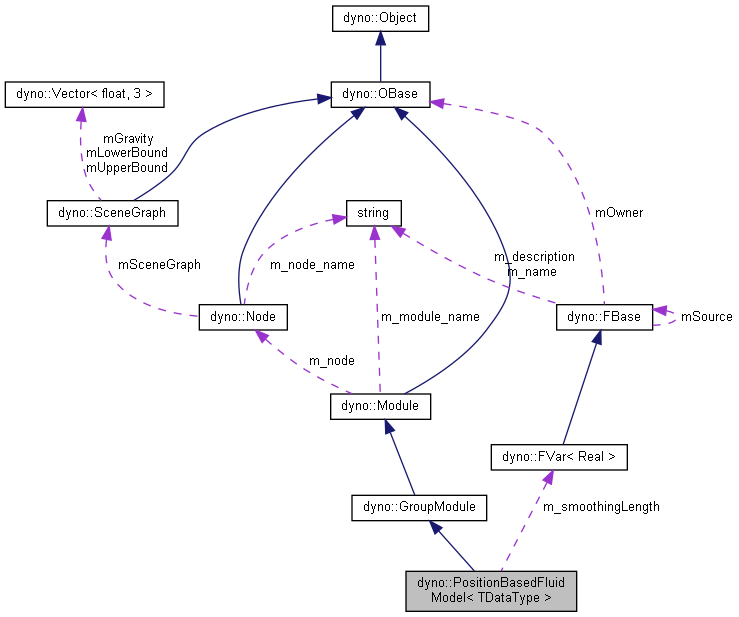 dyno::Object
dyno::Vector< float, 3 >
dyno::OBase
mGravity
mLowerBound
mUpperBound
dyno::SceneGraph
string
mOwner
mSceneGraph
m_node_name
m_description
m_name
dyno::Node
m_module_name
dyno::FBase
mSource
m_node
dyno::Module
dyno::FVar< Real >
dyno::GroupModule
m_smoothingLength
dyno::PositionBasedFluid
Model< TDataType >